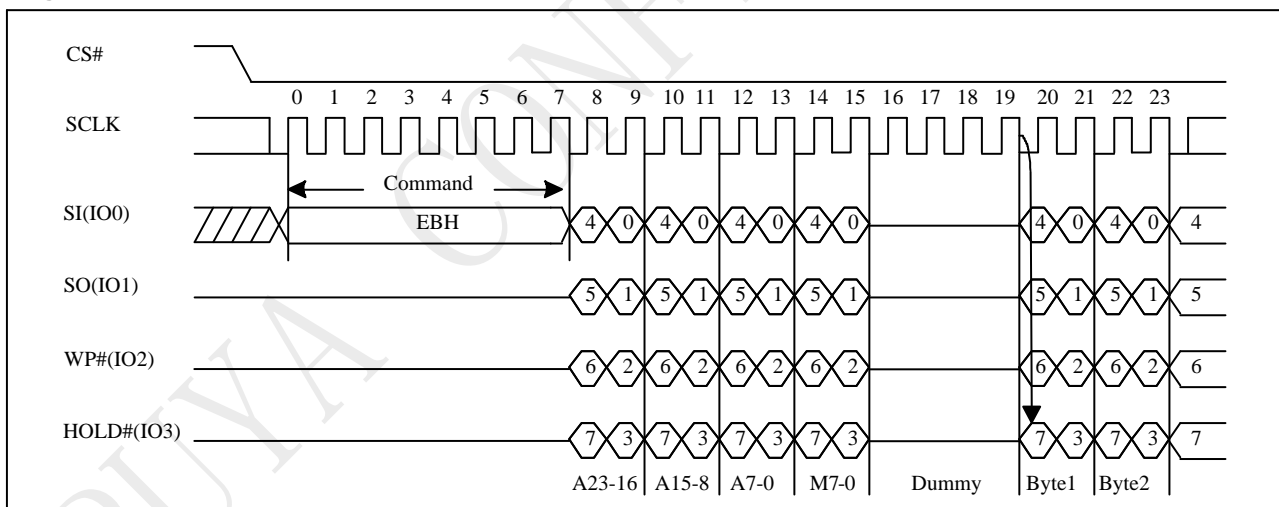 CS#
0 1 2 3 4 5 6 7 8 9 10 11 12 13 14 15 16 17 18 19 20 21 22 23
SCLK
Command
SI(IO0) EBH 4 0 4 0 4 0 4 0 4 0 4 0 4
SO(IO1) 5 1 5 1 5 1 5 1 5 1 5 1 5
WP#(IO2) 6 2 6 2 6 2 6 2 6 2 6 2 6
HOLD#(IO3) 7 3 7 3 7 3 7 3 7 3 7 3 7
A23-16 A15-8 A7-0 M7-0 Dummy Byte1 Byte2